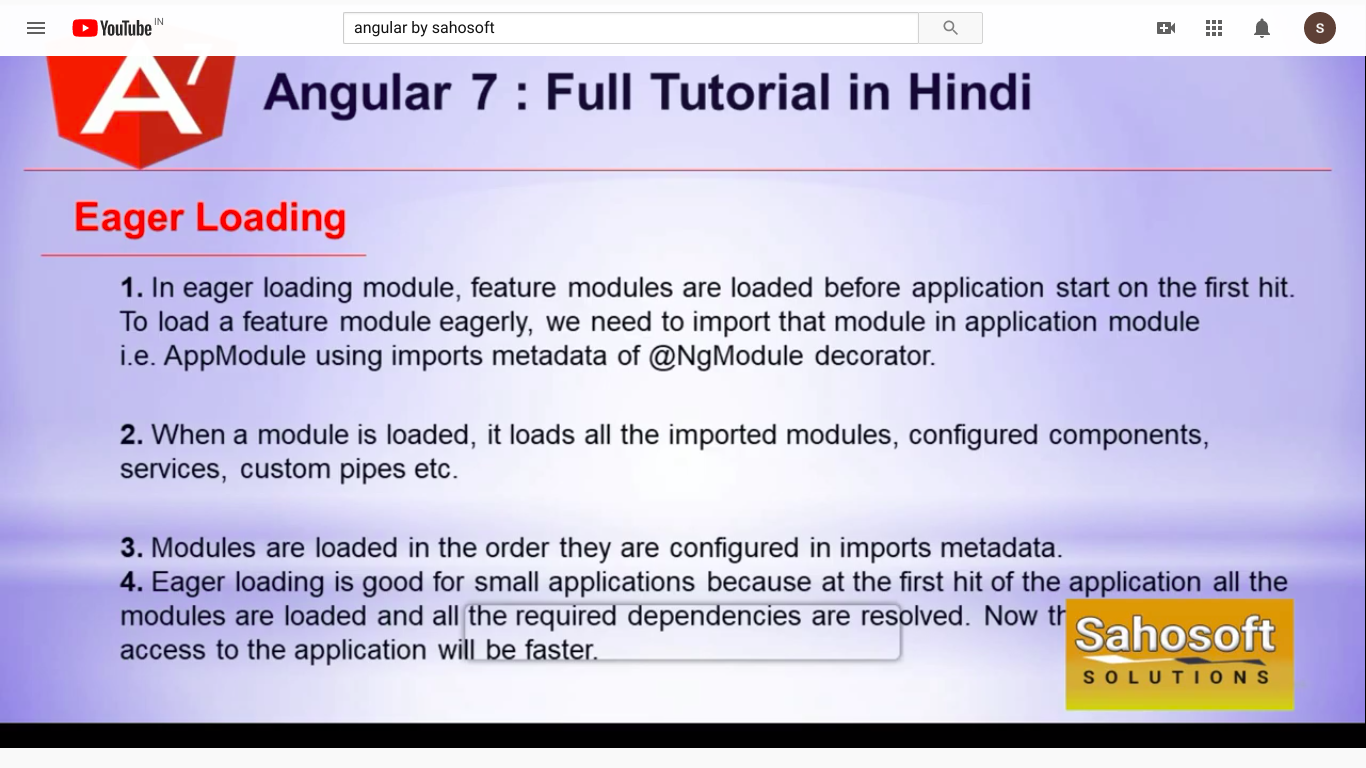 YouTube IN
angular by sahosoft
S
7
Angular 7 : Full Tutorial in Hindi
Eager Loading
1. In eager loading module, feature modules are loaded before application start on the first hit.
To load a feature module eagerly, we need to import that module in application module
i.e. AppModule using imports metadata of @NgModule decorator.
2. When a module is loaded, it loads all the imported modules, configured components,
services, custom pipes etc.
3. Modules are loaded in the order they are configured in imports metadata.
4. Eager loading is good for small applications because at the first hit of the application all the
modules are loaded and all the required dependencies are resolved. Now
access to the application will be faster.
Sahosoft
SOLUTIONS